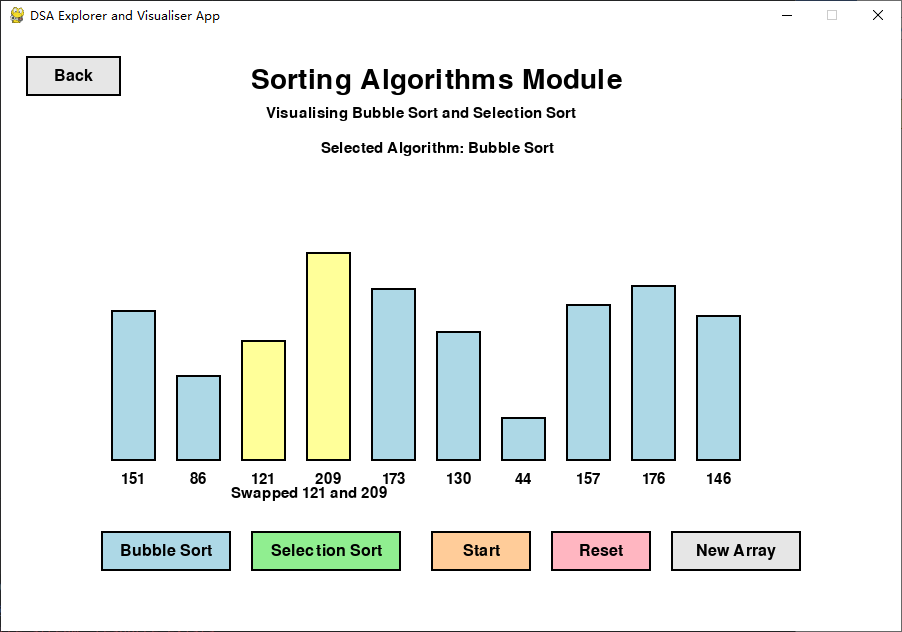 DSA Explorer and Visualiser App
Back
Sorting Algorithms Module
Visualising Bubble Sort and Selection Sort
Selected Algorithm: Bubble Sort
151 86 121 209 173 130 44 157 176 146
Swapped 121 and 209
Bubble Sort Selection Sort Start Reset New Array